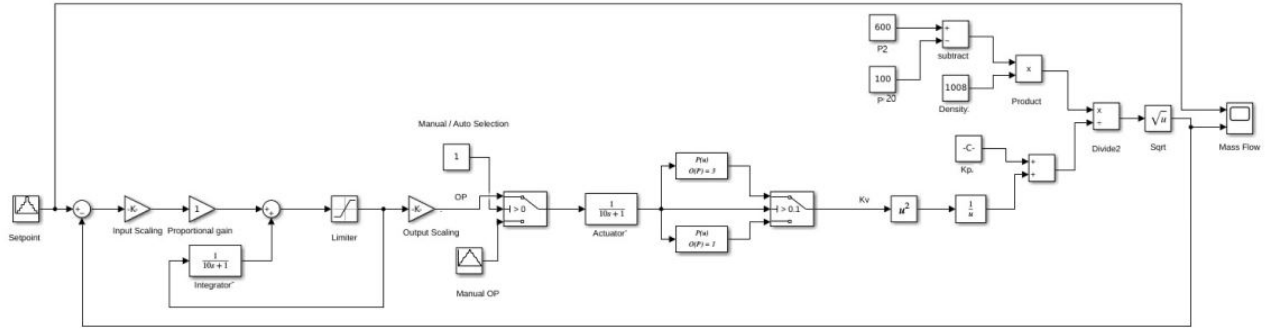 600
P2
subtract
100
P 20
1008
Density.
x
Product
Manual / Auto Selection
1
-C-
Kp.
x
÷
Divide2
√u
Sqrt
Mass Flow
Setpoint
-K-
Input Scaling
1
Proportional gain
1
10s+1
Integrator
Limiter
OP
-K-
Output Scaling
> 0
Manual OP
1
10s+1
Actuator
P(u)
O(P) = 3
P(u)
O(P) = 1
> 0.1
Kv
u²
1
u
+
+